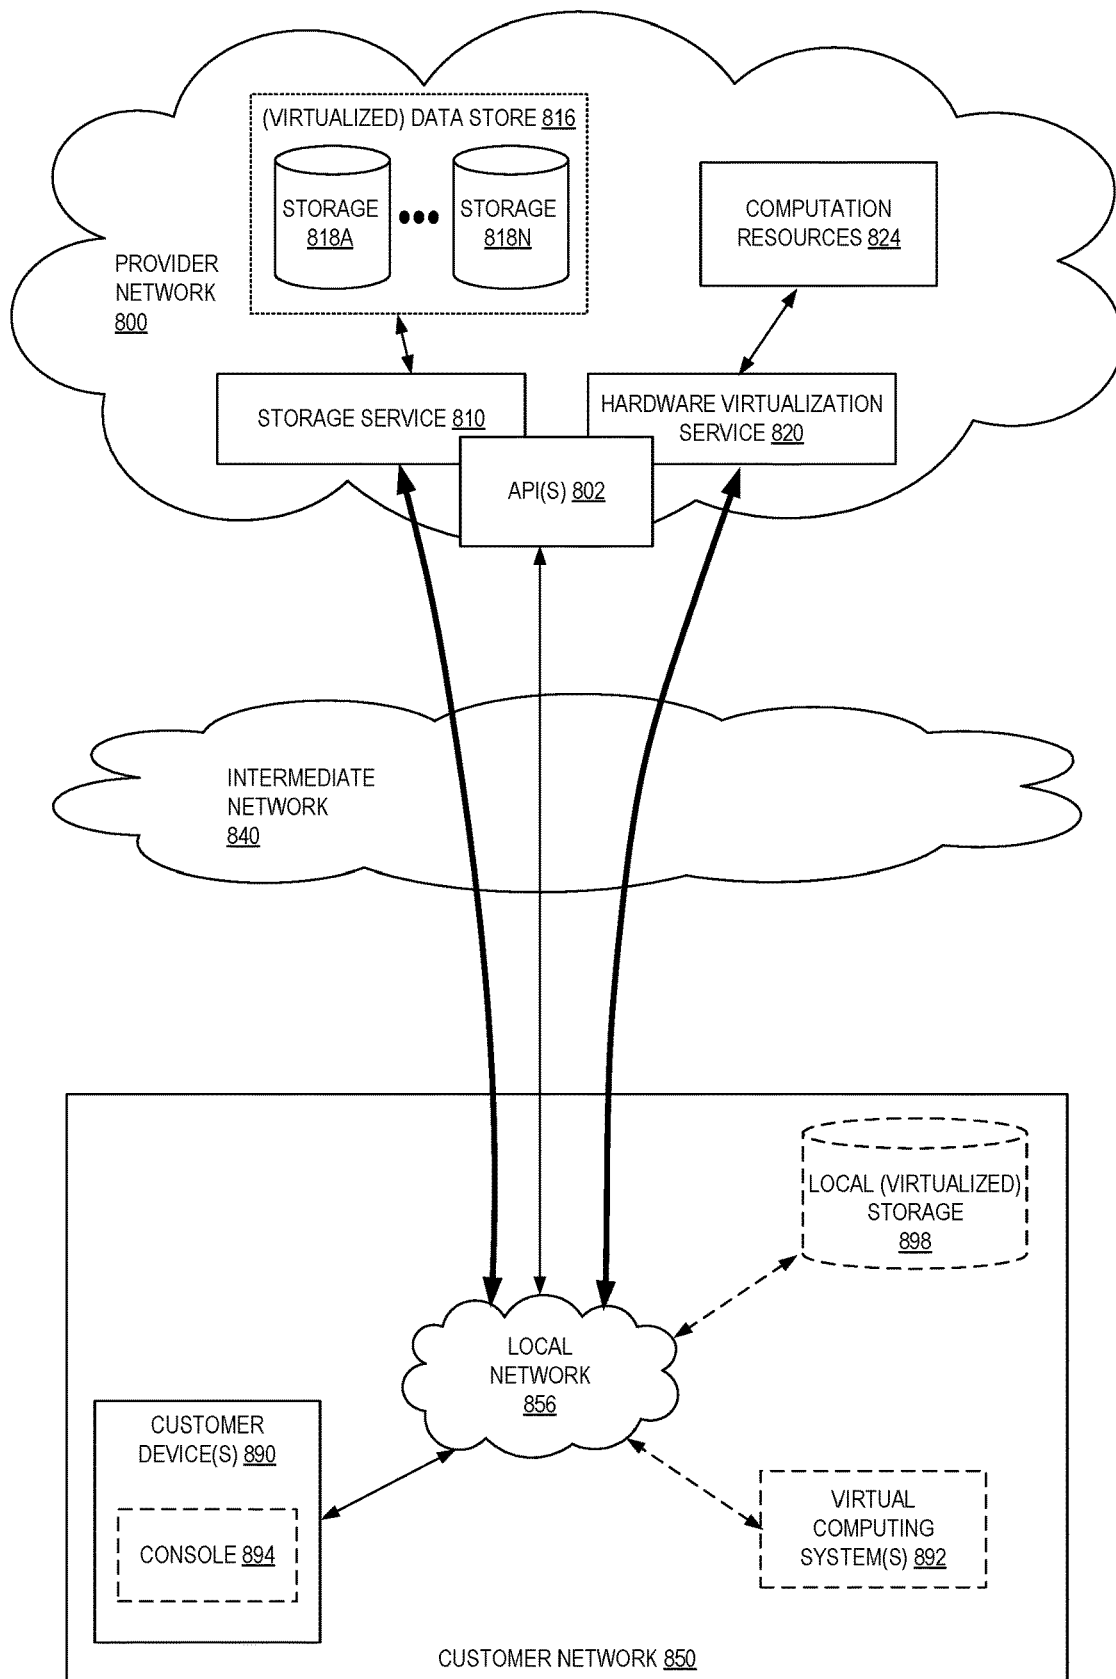 (VIRTUALIZED) DATA STORE 816
STORAGE
818A
STORAGE
818N
COMPUTATION
RESOURCES 824
PROVIDER
NETWORK
800
STORAGE SERVICE 810
HARDWARE VIRTUALIZATION
SERVICE 820
API(S) 802
INTERMEDIATE
NETWORK
840
LOCAL (VIRTUALIZED)
STORAGE
898
LOCAL
NETWORK
856
CUSTOMER
DEVICE(S) 890
CONSOLE 894
VIRTUAL
COMPUTING
SYSTEM(S) 892
CUSTOMER NETWORK 850